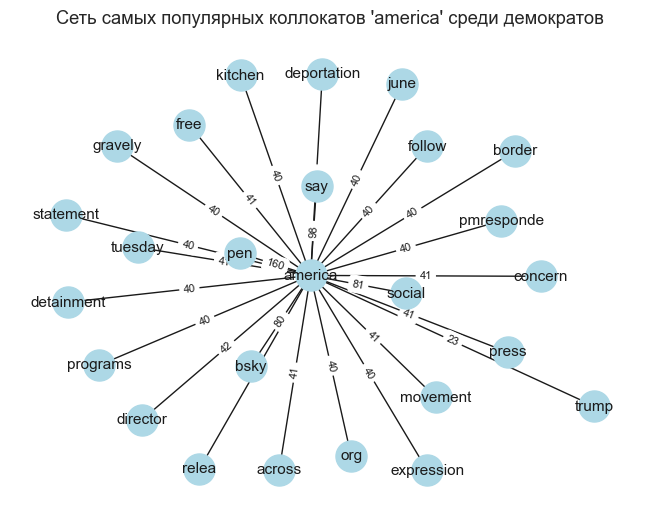 Сеть самых популярных коллокатов 'america' среди демократов
kitchen
deportation
june
free
gravely
follow
border
40
41
40
40
say
40
40
40
statement
tuesday
pen
98
pmresponde
40
160
40
america
41
concern
detainment
40
81
social
80
41
23
programs
40
42
41
press
bsky
41
40
40
movement
trump
director
relea
across
org
expression